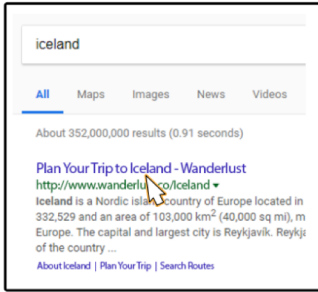 iceland
All Maps Images News Videos
About 352,000,000 results (0.91 seconds)
Plan Your Trip to Iceland - Wanderlust
http://www.wanderlu co/Iceland ▾
Iceland is a Nordic island country of Europe located in
332,529 and an area of 103,000 km² (40,000 sq mi), m
Europe. The capital and largest city is Reykjavík. Reykja
of the country ...
About Iceland | Plan Your Trip | Search Routes